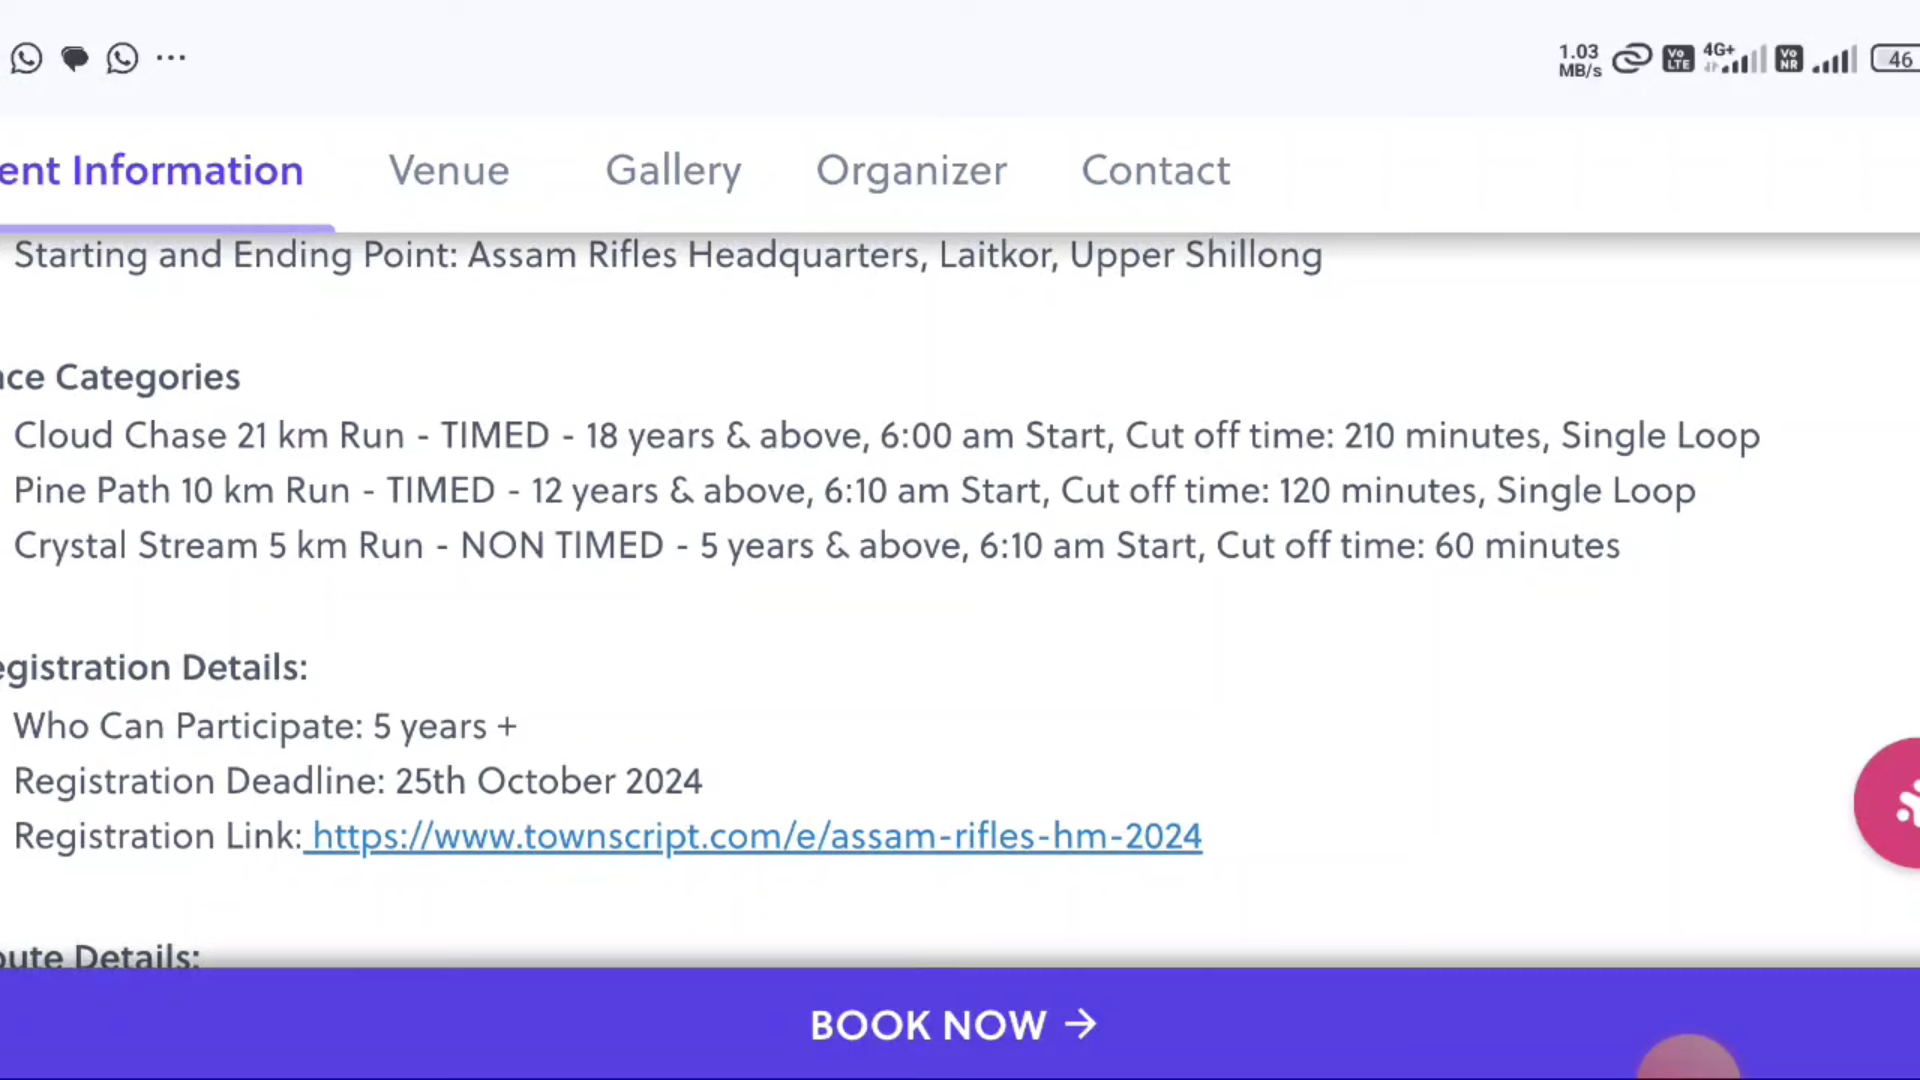 1.03
MB/s
Vo
LTE
4G+
Vo
NR
46
ent Information
Venue
Gallery
Organizer
Contact
Starting and Ending Point: Assam Rifles Headquarters, Laitkor, Upper Shillong
ace Categories
Cloud Chase 21 km Run - TIMED - 18 years & above, 6:00 am Start, Cut off time: 210 minutes, Single Loop
Pine Path 10 km Run - TIMED - 12 years & above, 6:10 am Start, Cut off time: 120 minutes, Single Loop
Crystal Stream 5 km Run - NON TIMED - 5 years & above, 6:10 am Start, Cut off time: 60 minutes
egistration Details:
Who Can Participate: 5 years +
Registration Deadline: 25th October 2024
Registration Link: https://www.townscript.com/e/assam-rifles-hm-2024
oute Details:
BOOK NOW →